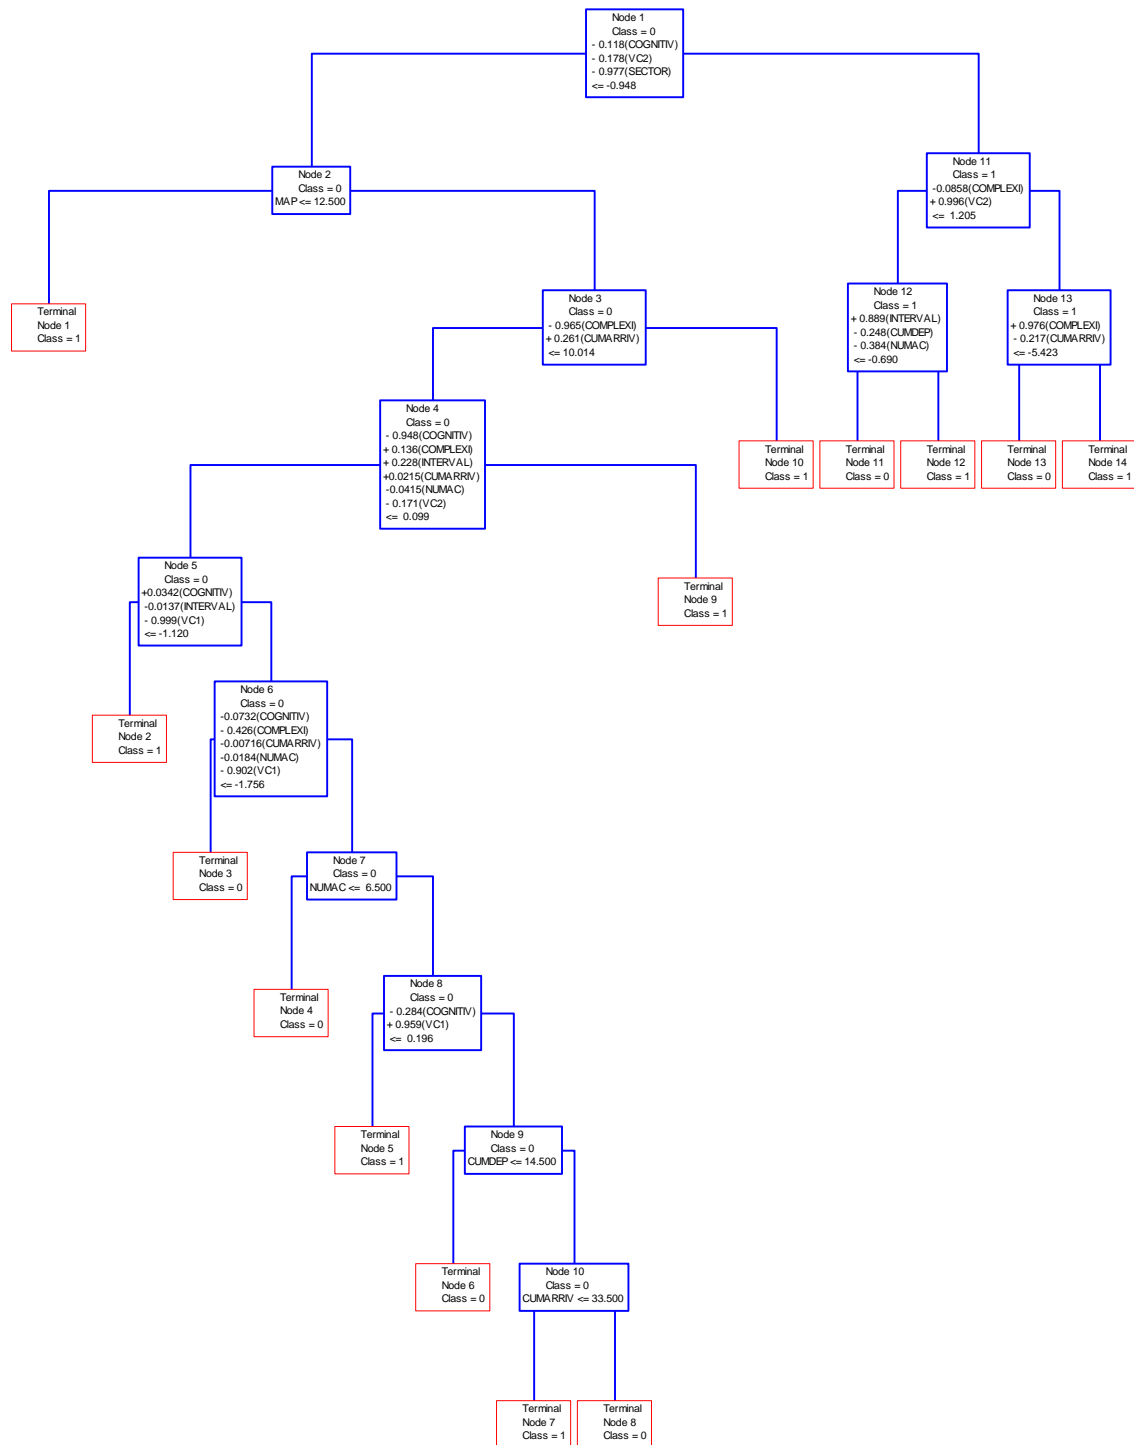 Node 1
Class = 0
- 0.118(COGNITIV)
- 0.178(VC2)
- 0.977(SECTOR)
<= -0.948
Node 2
Class = 0
MAP <= 12.500
Node 11
Class = 1
-0.0858(COMPLEXI)
+ 0.996(VC2)
<= 1.205
Terminal
Node 1
Class = 1
Node 3
Class = 0
- 0.965(COMPLEXI)
+ 0.261(CUMARRIV)
<= 10.014
Node 12
Class = 1
+ 0.889(INTERVAL)
- 0.248(CUMDEP)
- 0.384(NUMAC)
<= -0.690
Node 13
Class = 1
+ 0.976(COMPLEXI)
- 0.217(CUMARRIV)
<= -5.423
Node 4
Class = 0
- 0.948(COGNITIV)
+ 0.136(COMPLEXI)
+ 0.228(INTERVAL)
+0.0215(CUMARRIV)
-0.0415(NUMAC)
- 0.171(VC2)
<= 0.099
Terminal
Node 10
Class = 1
Terminal
Node 11
Class = 0
Terminal
Node 12
Class = 1
Terminal
Node 13
Class = 0
Terminal
Node 14
Class = 1
Node 5
Class = 0
+0.0342(COGNITIV)
-0.0137(INTERVAL)
- 0.999(VC1)
<= -1.120
Terminal
Node 9
Class = 1
Node 6
Class = 0
-0.0732(COGNITIV)
- 0.426(COMPLEXI)
-0.00716(CUMARRIV)
-0.0184(NUMAC)
- 0.902(VC1)
<= -1.756
Terminal
Node 2
Class = 1
Terminal
Node 3
Class = 0
Node 7
Class = 0
NUMAC <= 6.500
Terminal
Node 4
Class = 0
Node 8
Class = 0
- 0.284(COGNITIV)
+ 0.959(VC1)
<= 0.196
Terminal
Node 5
Class = 1
Node 9
Class = 0
CUMDEP <= 14.500
Terminal
Node 6
Class = 0
Node 10
Class = 0
CUMARRIV <= 33.500
Terminal
Node 7
Class = 1
Terminal
Node 8
Class = 0